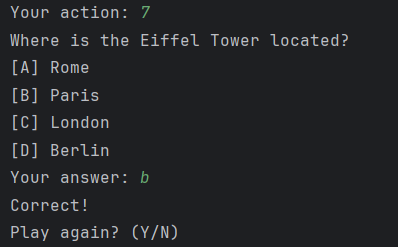 Your action: 7
Where is the Eiffel Tower located?
[A] Rome
[B] Paris
[C] London
[D] Berlin
Your answer: b
Correct!
Play again? (Y/N)